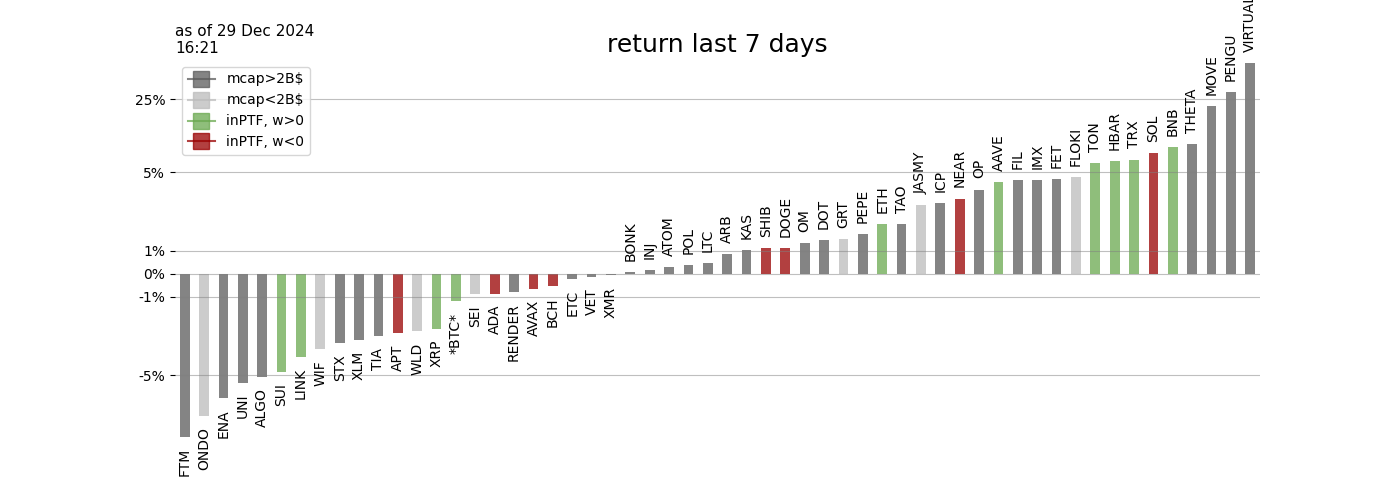 as of 29 Dec 2024
16:21
return last 7 days
mcap>2B$
mcap<2B$
inPTF, w>0
inPTF, w<0
25%
5%
1%
0%
-1%
-5%
FTM
ONDO
ENA
UNI
ALGO
SUI
LINK
WIF
STX
XLM
TIA
APT
WLD
XRP
*BTC*
SEI
ADA
RENDER
AVAX
BCH
ETC
VET
XMR
BONK
INJ
ATOM
POL
LTC
ARB
KAS
SHIB
DOGE
OM
DOT
GRT
PEPE
ETH
TAO
JASMY
ICP
NEAR
OP
AAVE
FIL
IMX
FET
FLOKI
TON
HBAR
TRX
SOL
BNB
THETA
MOVE
PENGU
VIRTUAL